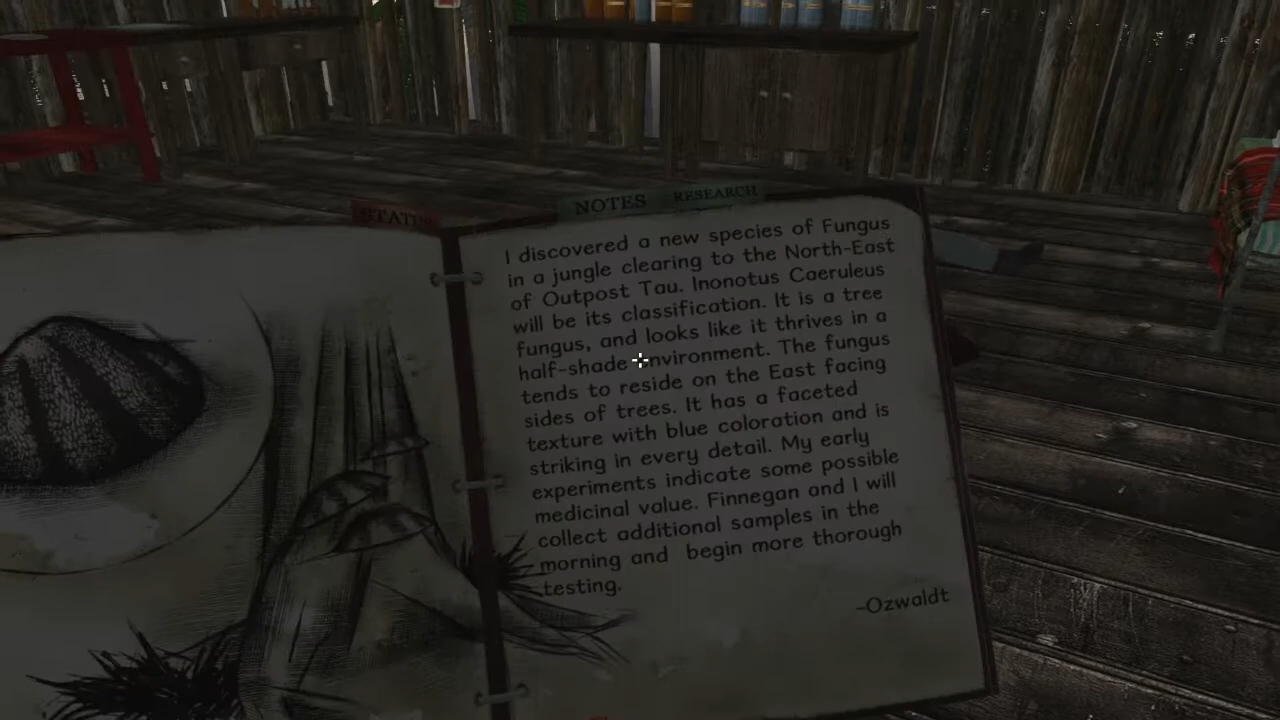 STATUS
NOTES
RESEARCH
I discovered a new species of Fungus
in a jungle clearing to the North-East
of Outpost Tau. Inonotus Caeruleus
will be its classification. It is a tree
fungus, and looks like it thrives in a
half-shade environment. The fungus
tends to reside on the East facing
sides of trees. It has a faceted
texture with blue coloration and is
striking in every detail. My early
experiments indicate some possible
medicinal value. Finnegan and I will
collect additional samples in the
morning and begin more thorough
testing.
-Ozwaldt